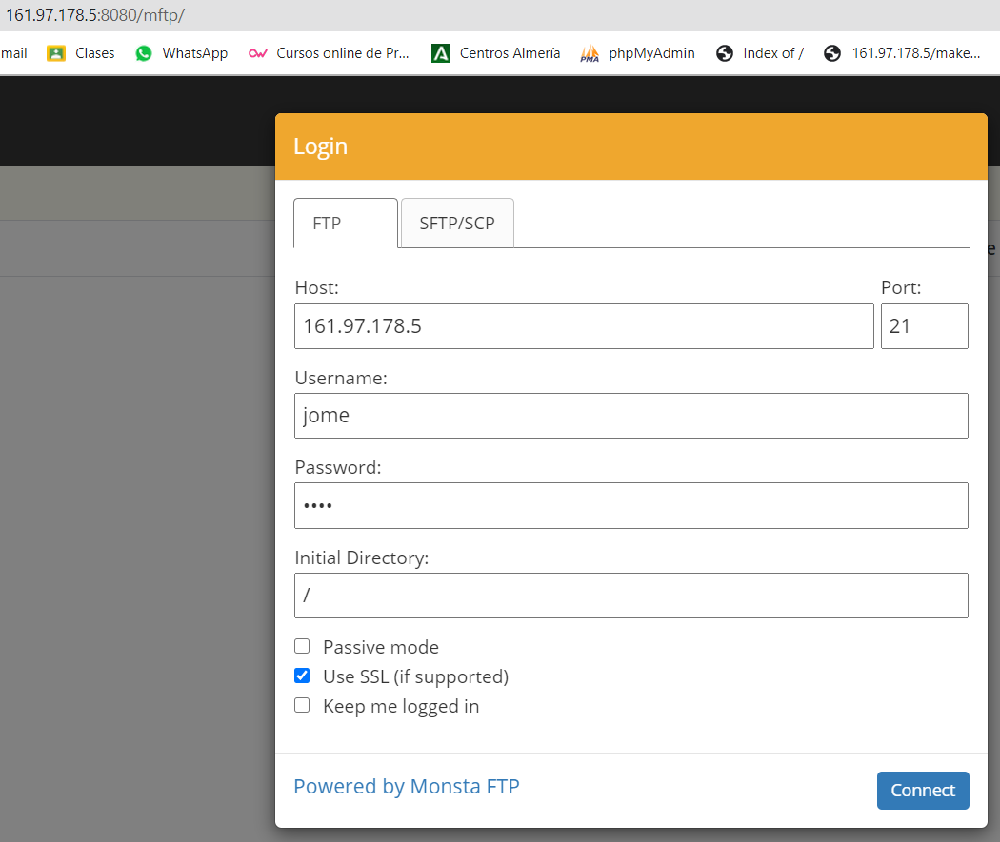 161.97.178.5:8080/mftp/
mail Clases WhatsApp Cursos online de Pr... Centros Almería PMA phpMyAdmin Index of / 161.97.178.5/make...
Login
FTP SFTP/SCP
e
Host: Port:
161.97.178.5 21
Username:
jome
Password:
••••
Initial Directory:
/
Passive mode
Use SSL (if supported)
Keep me logged in
Powered by Monsta FTP Connect